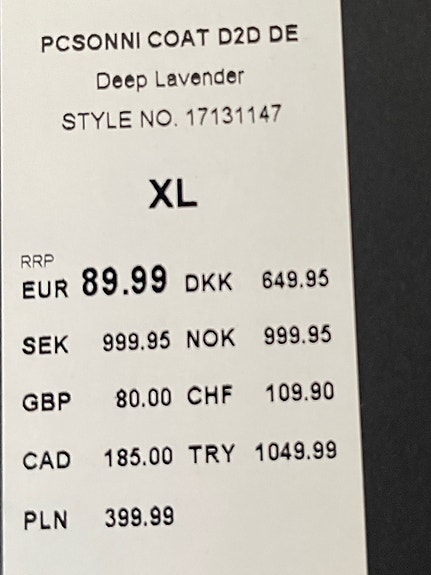 PCSONNI COAT D2D DE
Deep Lavender
STYLE NO. 17131147
XL
RRP
EUR 89.99 DKK 649.95
SEK 999.95 NOK 999.95
GBP 80.00 CHF 109.90
CAD 185.00 TRY 1049.99
PLN 399.99